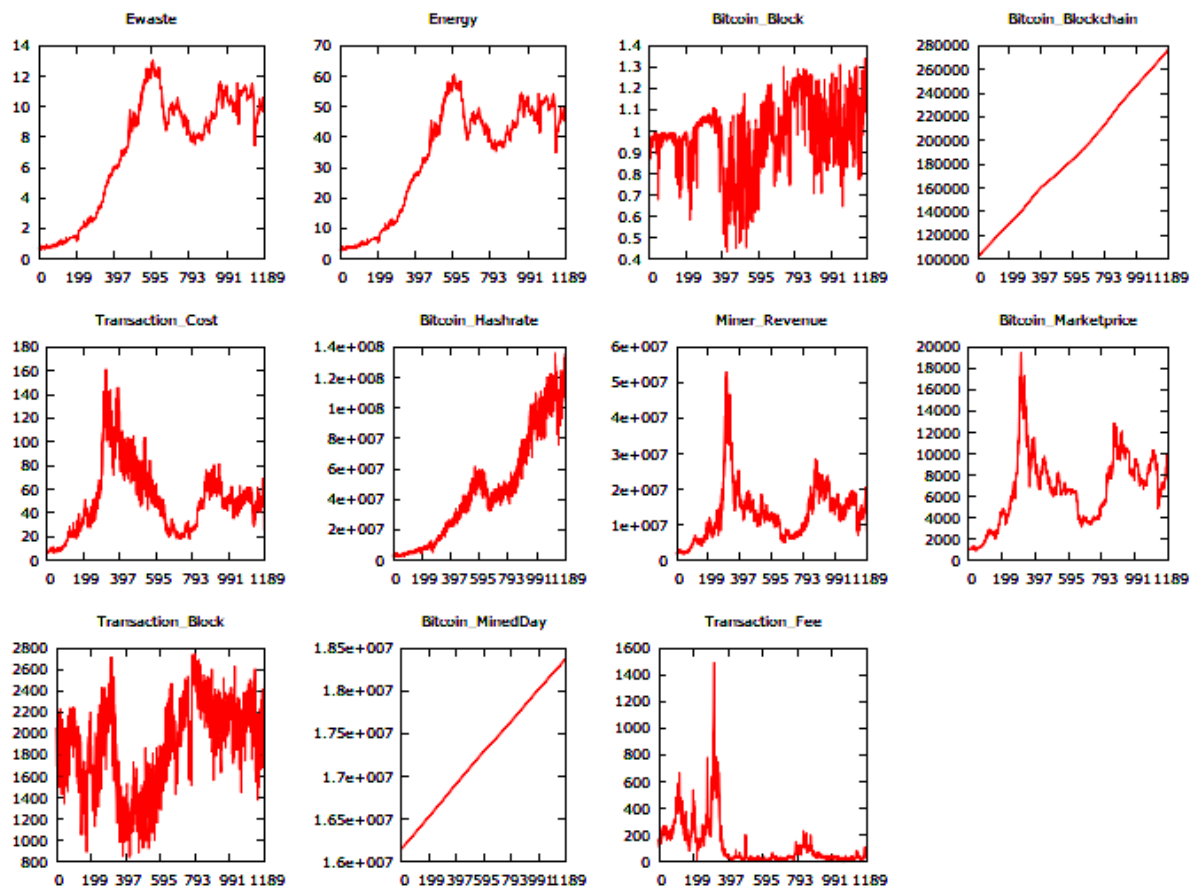 Ewaste
Energy
Bitcoin_Block
Bitcoin_Blockchain
14
12
10
8
6
4
2
0
0 199 397 595 793 991 1189
70
60
50
40
30
20
10
0
0 199 397 595 793 991 1189
1.4
1.3
1.2
1.1
1
0.9
0.8
0.7
0.6
0.5
0.4
0 199 397 595 793 991 1189
280000
260000
240000
220000
200000
180000
160000
140000
120000
100000
0 199 397 595 793 991 1189
Transaction_Cost
Bitcoin_Hashrate
Miner_Revenue
Bitcoin_Marketprice
180
160
140
120
100
80
60
40
20
0
0 199 397 595 793 991 1189
1.4e+008
1.2e+008
1e+008
8e+007
6e+007
4e+007
2e+007
0
0 199 397 595 793 991 1189
6e+007
5e+007
4e+007
3e+007
2e+007
1e+007
0
0 199 397 595 793 991 1189
20000
18000
16000
14000
12000
10000
8000
6000
4000
2000
0
0 199 397 595 793 991 1189
Transaction_Block
Bitcoin_MinedDay
Transaction_Fee
2800
2600
2400
2200
2000
1800
1600
1400
1200
1000
800
0 199 397 595 793 991 1189
1.85e+007
1.8e+007
1.75e+007
1.7e+007
1.65e+007
1.6e+007
0 199 397 595 793 991 1189
1600
1400
1200
1000
800
600
400
200
0
0 199 397 595 793 991 1189